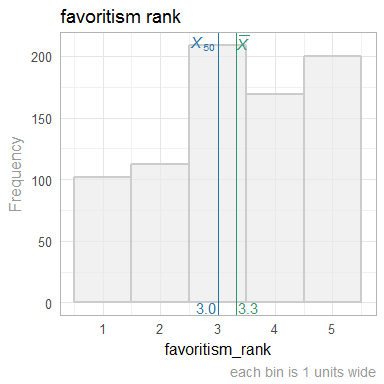 favoritism rank
X50 X̅
200
150
100
50
0
Frequency
3.0 3.3
1 2 3 4 5
favoritism_rank
each bin is 1 units wide